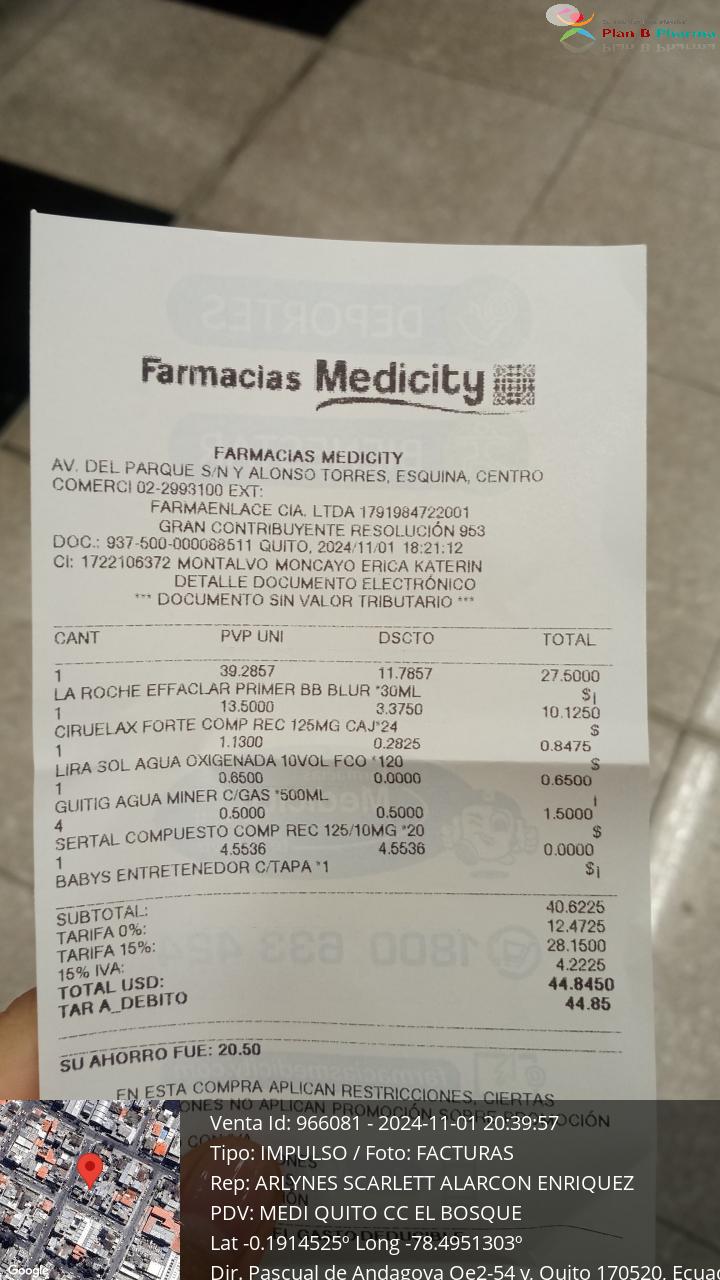 Plan B Pharma
DEPORTES
Farmacias Medicity
FARMACIAS MEDICITY
AV. DEL PARQUE S/N Y ALONSO TORRES, ESQUINA, CENTRO
COMERCI 02-2993100 EXT:
FARMAENLACE CIA. LTDA 1791984722001
GRAN CONTRIBUYENTE RESOLUCIÓN 953
DOC.: 937-500-000088511 QUITO, 2024/11/01 18:21:12
CI: 1722106372 MONTALVO MONCAYO ERICA KATERIN
DETALLE DOCUMENTO ELECTRÓNICO
*** DOCUMENTO SIN VALOR TRIBUTARIO ***
CANT PVP UNI DSCTO TOTAL
1 39.2857 11.7857 27.5000
LA ROCHE EFFACLAR PRIMER BB BLUR *30ML $¡
1 13.5000 3.3750 10.1250
CIRUELAX FORTE COMP REC 125MG CAJ*24 $
1 1.1300 0.2825 0.8475
LIRA SOL AGUA OXIGENADA 10VOL FCO *120 $
1 0.6500 0.0000 0.6500
GUITIG AGUA MINER C/GAS *500ML ¡
4 0.5000 0.5000 1.5000
SERTAL COMPUESTO COMP REC 125/10MG *20 $
1 4.5536 4.5536 0.0000
BABYS ENTRETENEDOR C/TAPA *1 $¡
SUBTOTAL: 40.6225
TARIFA 0%: 12.4725
TARIFA 15%: 28.1500
15% IVA: 4.2225
TOTAL USD: 44.8450
TAR A_DEBITO 44.85
SU AHORRO FUE: 20.50
EN ESTA COMPRA APLICAN RESTRICCIONES, CIERTAS
ONES NO APLICAN PROMOCIÓN SOBRE PROMOCIÓN
Venta Id: 966081 - 2024-11-01 20:39:57
Tipo: IMPULSO / Foto: FACTURAS
Rep: ARLYNES SCARLETT ALARCON ENRIQUEZ
PDV: MEDI QUITO CC EL BOSQUE
Lat -0.1914525º Long -78.4951303º
Dir. Pascual de Andagoya Oe2-54 y, Quito 170520, Ecua
Google